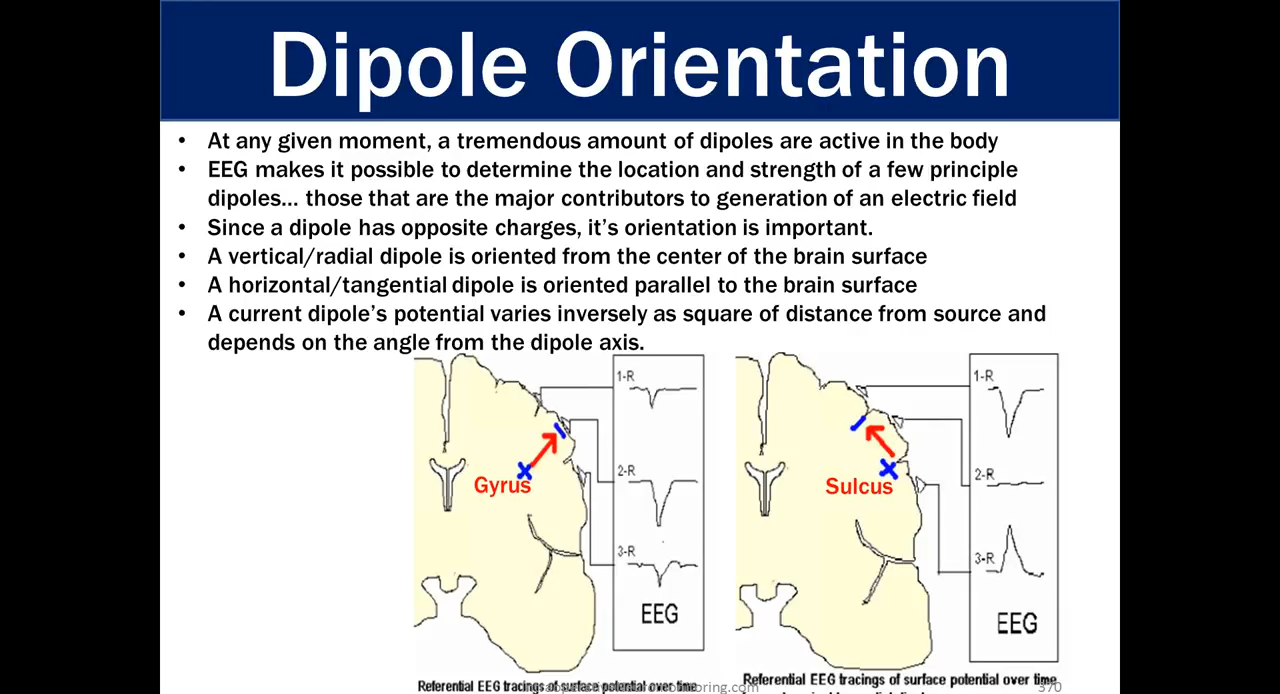 Dipole Orientation
• At any given moment, a tremendous amount of dipoles are active in the body
• EEG makes it possible to determine the location and strength of a few principle
dipoles... those that are the major contributors to generation of an electric field
• Since a dipole has opposite charges, it's orientation is important.
• A vertical/radial dipole is oriented from the center of the brain surface
• A horizontal/tangential dipole is oriented parallel to the brain surface
• A current dipole's potential varies inversely as square of distance from source and
depends on the angle from the dipole axis.
1-R
2-R
Gyrus
3-R
EEG
Referential EEG tracings of surface potential over time
1-R
2-R
Sulcus
3-R
EEG
Referential EEG tracings of surface potential over time
370